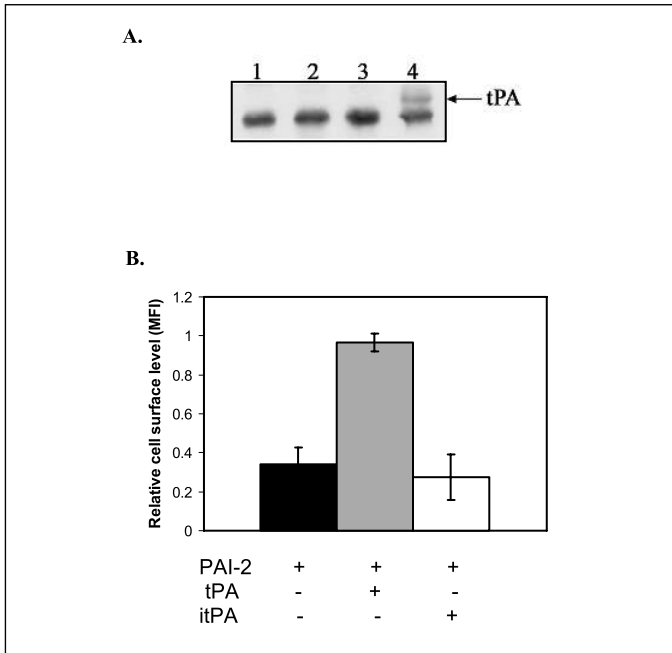 A.
1 2 3 4
tPA
B.
Relative cell surface level (MFI)
1.2
1
0.8
0.6
0.4
0.2
0
PAI-2 + + +
tPA - + -
itPA - - +